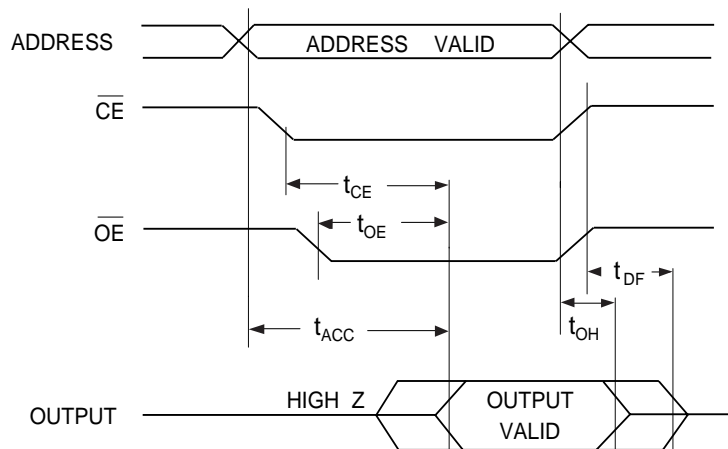 ADDRESS
ADDRESS VALID
CE
tCE
OE
tOE
tDF
tACC
tOH
HIGH Z
OUTPUT
OUTPUT VALID